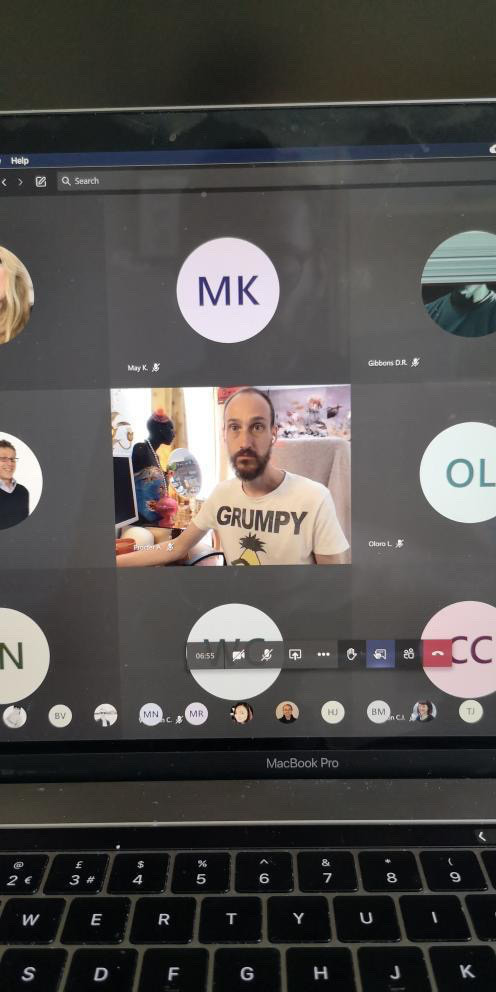 Help
Search
MK
May K.
Gibbons D.R.
GRUMPY
Procter A.
OL
Oloro L.
N
CC
06:55
BV
MN
C.
MR
HJ
BM
n C.J.
TJ
MacBook Pro
@ £ $ % ^ & * (
2 € 3 # 4 5 6 7 8 9
W E R T Y U I
S D F G H J K